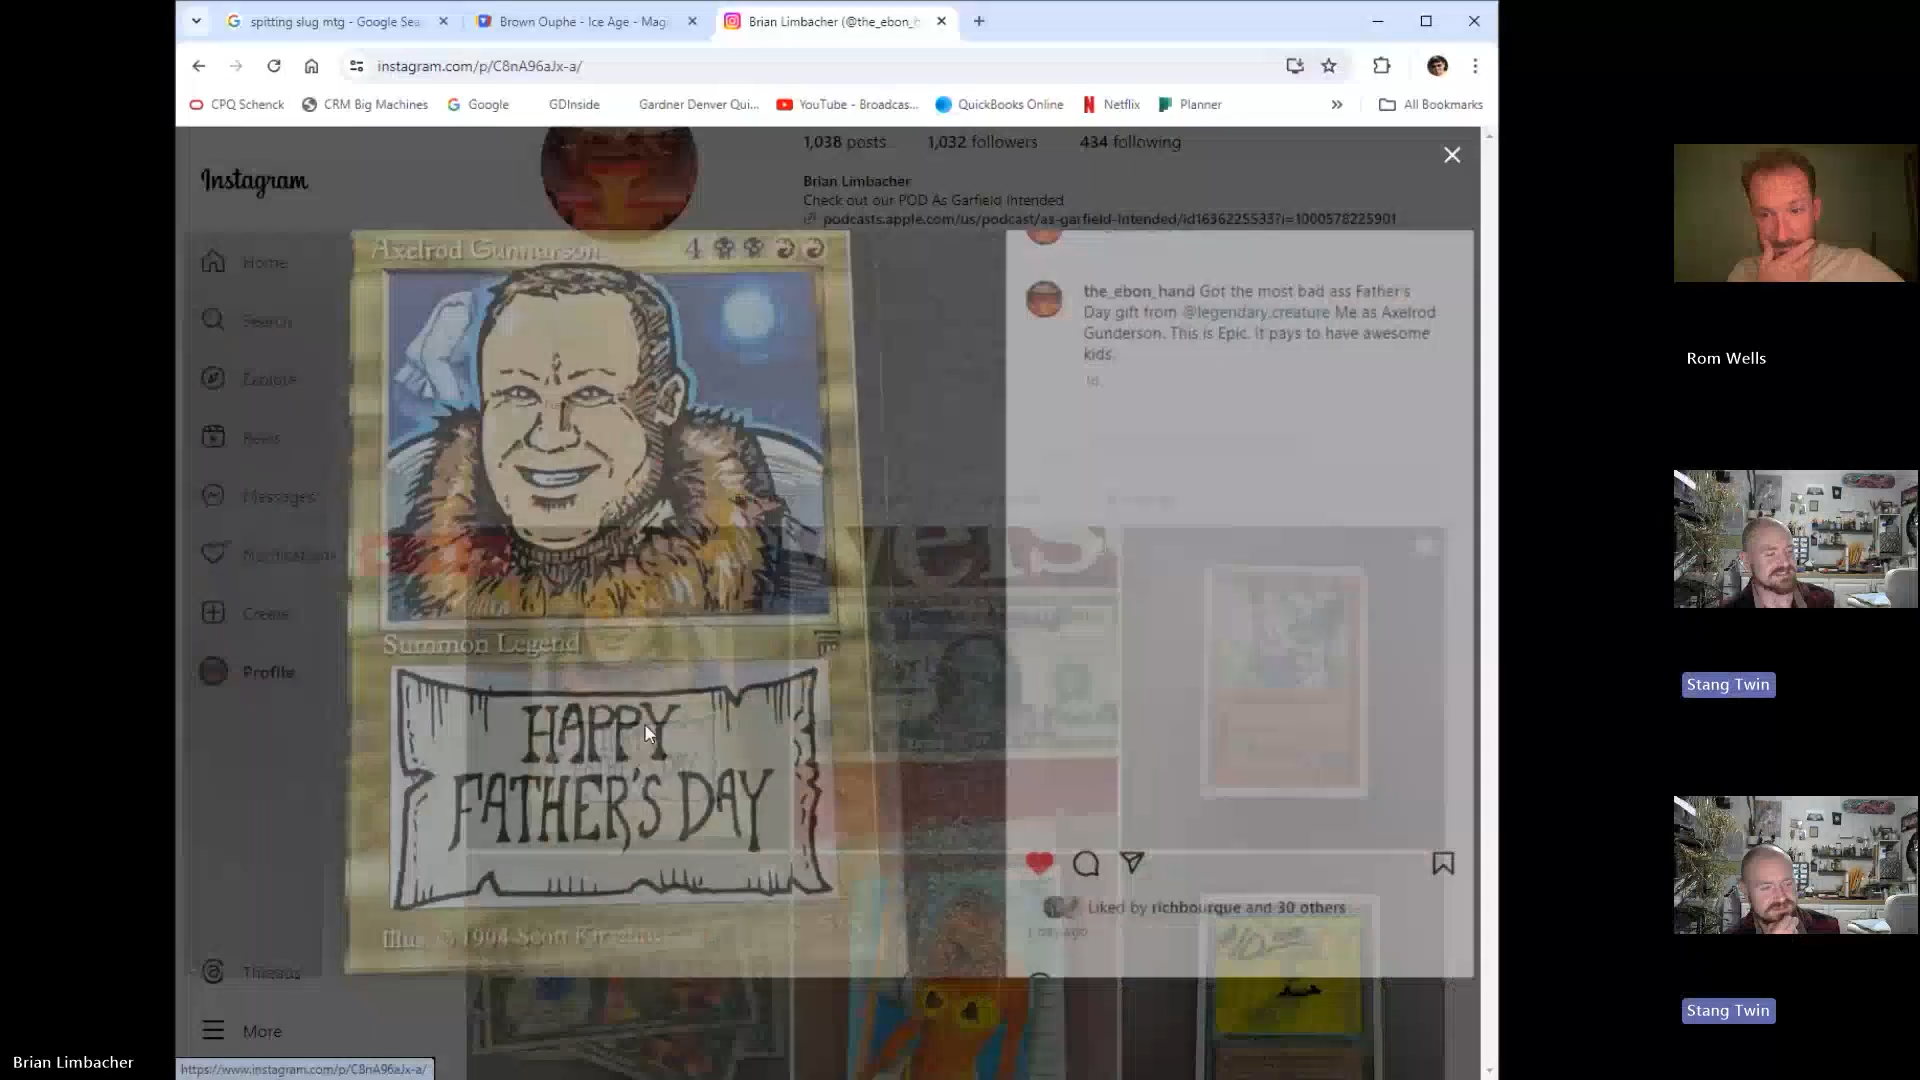 spitting slug mtg - Google Sea
Brown Ouphe - Ice Age - Mag
Brian Limbacher (@the_ebon_h
instagram.com/p/C8nA96aJx-a/
CPQ Schenck
CRM Big Machines
Google
GDInside
Gardner Denver Qui...
YouTube - Broadcas...
QuickBooks Online
Netflix
Planner
All Bookmarks
1,038 posts
1,032 followers
434 following
Instagram
Brian Limbacher
Check out our POD As Garfield Intended
podcasts.apple.com/us/podcast/as-garfield-intended/id1636225533?i=1000578225901
Home
Search
Explore
Reels
Messages
Notifications
Create
Profile
Threads
More
Axelrod Gunnarson 4
Summon Legend
HAPPY
FATHER'S DAY
Illus. © 1994 Scott Kirschner
the_ebon_hand Got the most bad ass Father's
Day gift from @legendary.creature Me as Axelrod
Gunderson. This is Epic. It pays to have awesome
kids.
1d
Liked by richbourque and 30 others
1 day ago
https://www.instagram.com/p/C8nA96aJx-a/
Brian Limbacher
Rom Wells
Stang Twin
Stang Twin